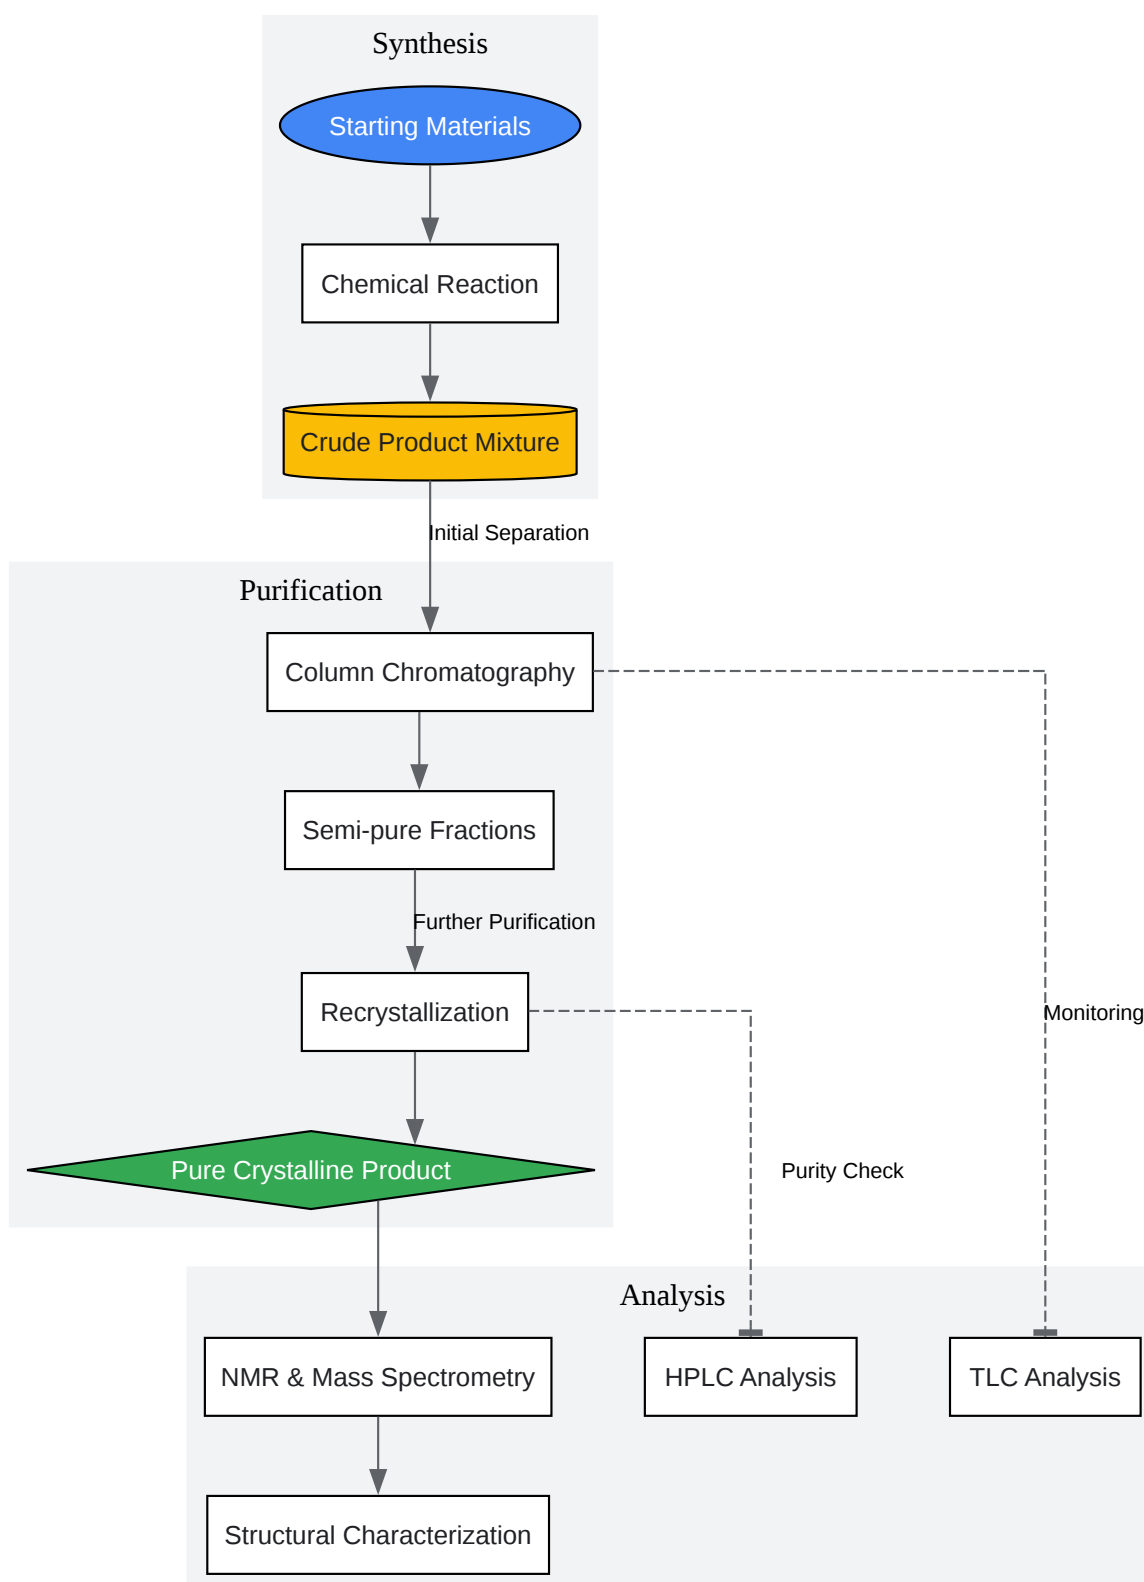 Synthesis
Starting Materials
Chemical Reaction
Crude Product Mixture
Initial Separation
Purification
Column Chromatography
Semi-pure Fractions
Further Purification
Recrystallization
Monitoring
Pure Crystalline Product
Purity Check
Analysis
NMR & Mass Spectrometry
HPLC Analysis
TLC Analysis
Structural Characterization